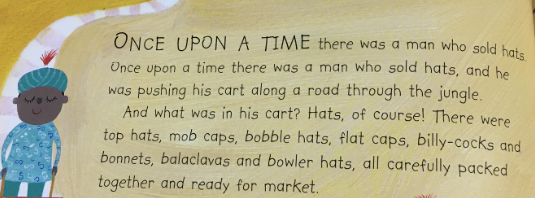 ONCE UPON A TIME there was a man who sold hats.
Once upon a time there was a man who sold hats, and he
was pushing his cart along a road through the jungle.
And what was in his cart? Hats, of course! There were
top hats, mob caps, bobble hats, flat caps, billy-cocks and
bonnets, balaclavas and bowler hats, all carefully packed
together and ready for market.